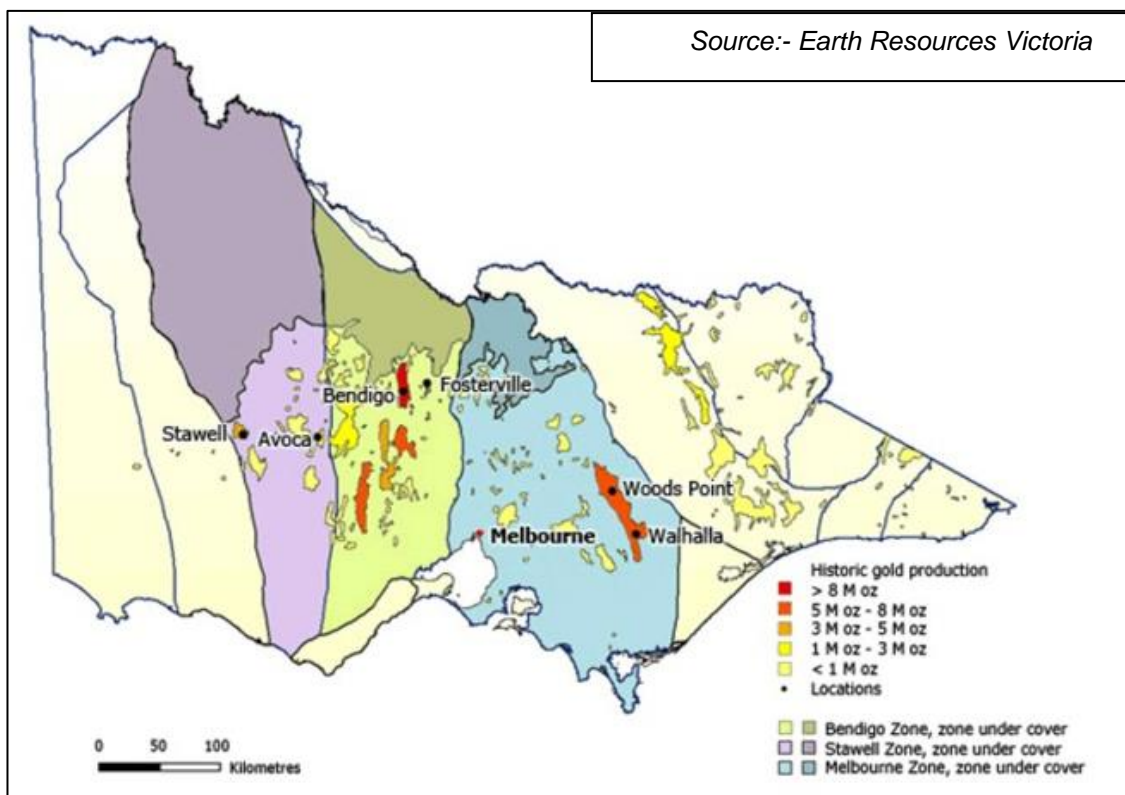 Source:- Earth Resources Victoria
Bendigo
Fosterville
Stawell
Avoca
Woods Point
Melbourne
Walhalla
Historic gold production
> 8 M oz
5 M oz - 8 M oz
3 M oz - 5 M oz
1 M oz - 3 M oz
< 1 M oz
Locations
Bendigo Zone, zone under cover
Stawell Zone, zone under cover
Melbourne Zone, zone under cover
0 50 100
Kilometres